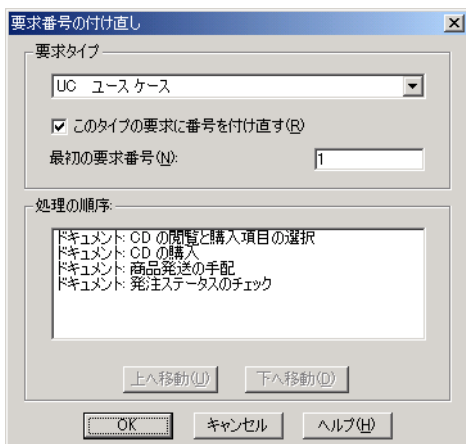 要求番号の付け直し
要求タイプ
UC ユース ケース
このタイプの要求に番号を付け直す(R)
最初の要求番号(N):
1
処理の順序:
ドキュメント: CD の閲覧と購入項目の選択
ドキュメント: CD の購入
ドキュメント: 商品発送の手配
ドキュメント: 発注ステータスのチェック
上へ移動(U)
下へ移動(D)
OK
キャンセル
ヘルプ(H)